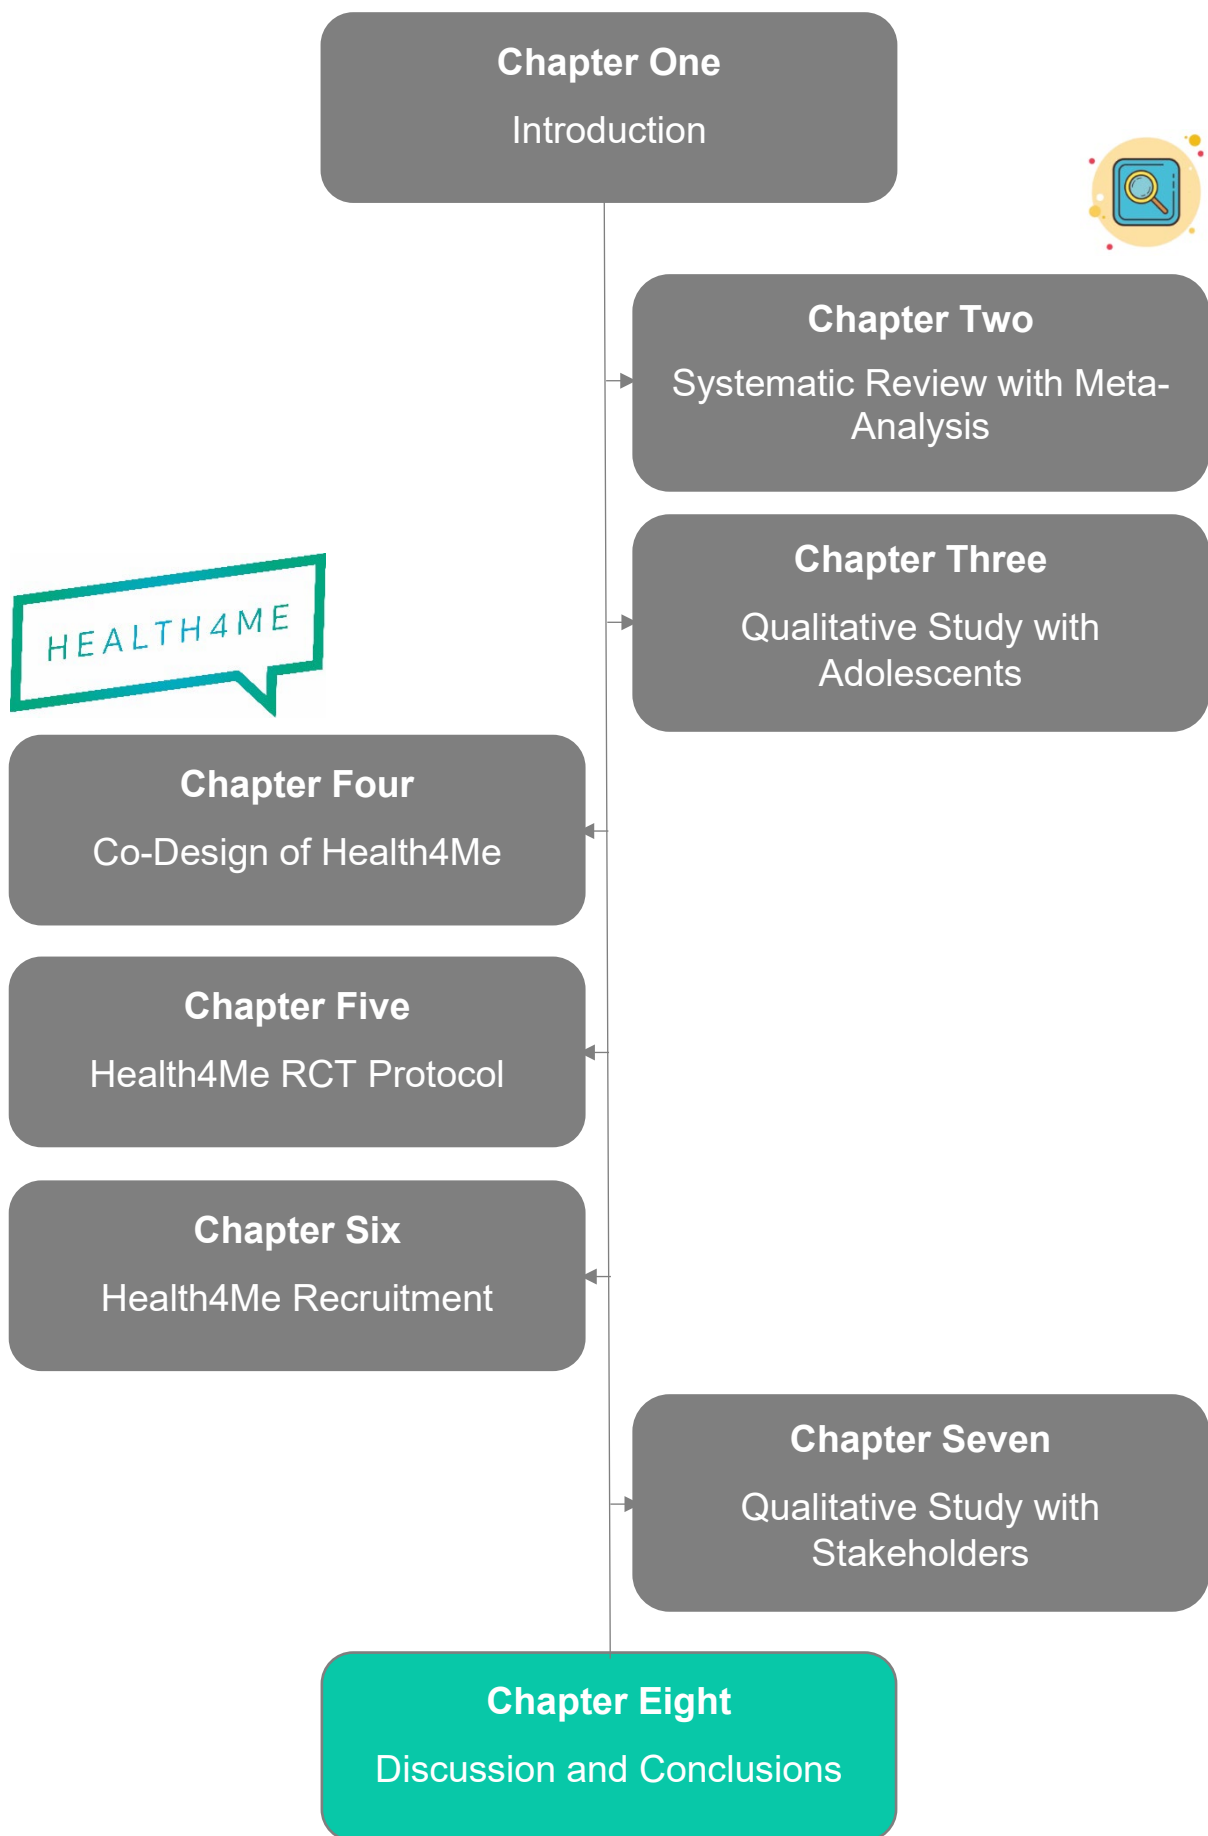 Chapter One
Introduction
Chapter Two
Systematic Review with Meta-
Analysis
Chapter Three
Qualitative Study with
Adolescents
HEALTH4ME
Chapter Four
Co-Design of Health4Me
Chapter Five
Health4Me RCT Protocol
Chapter Six
Health4Me Recruitment
Chapter Seven
Qualitative Study with
Stakeholders
Chapter Eight
Discussion and Conclusions